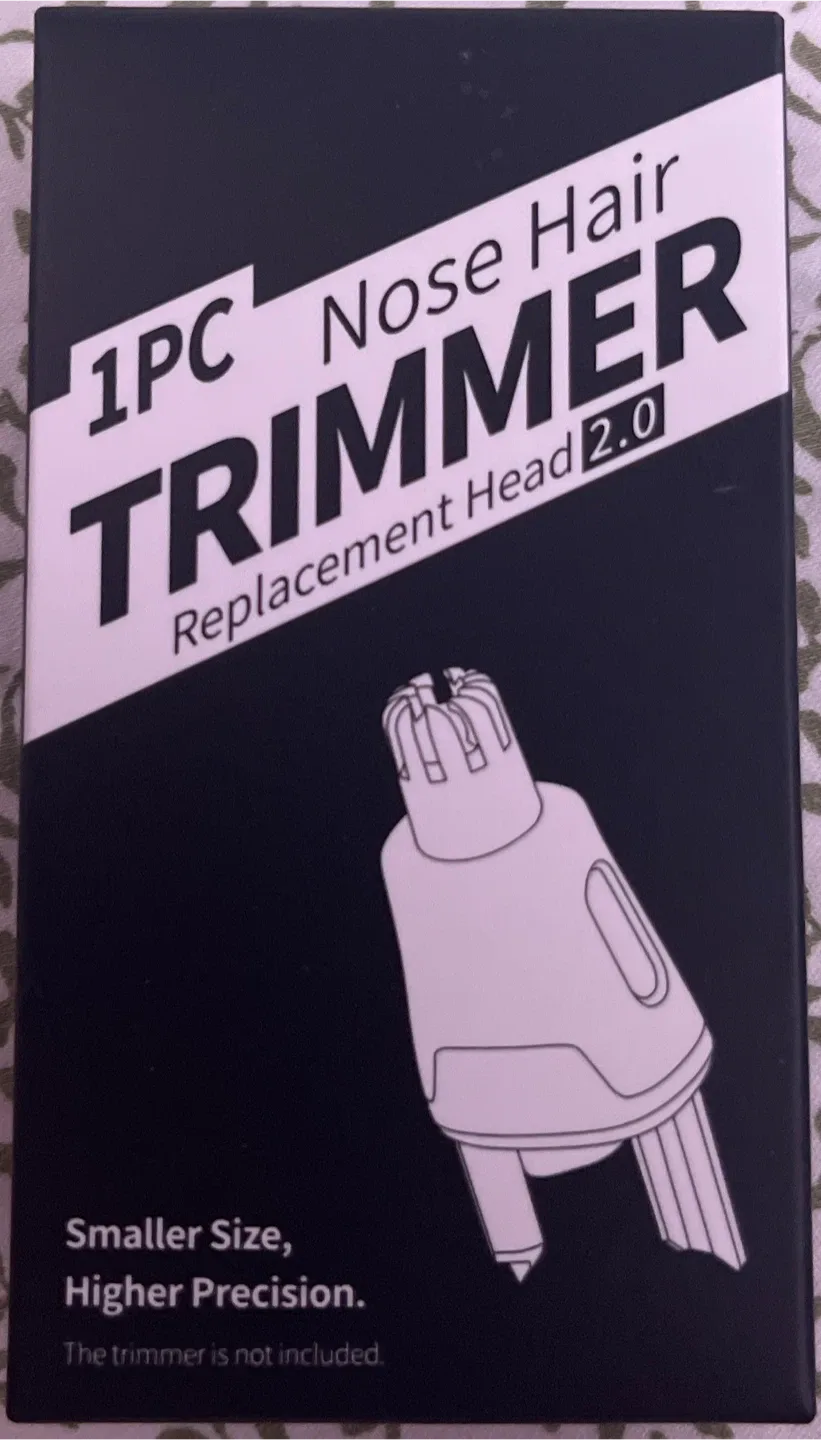 1PC
Nose Hair
TRIMMER
Replacement Head 2.0
Smaller Size,
Higher Precision.
The trimmer is not included.